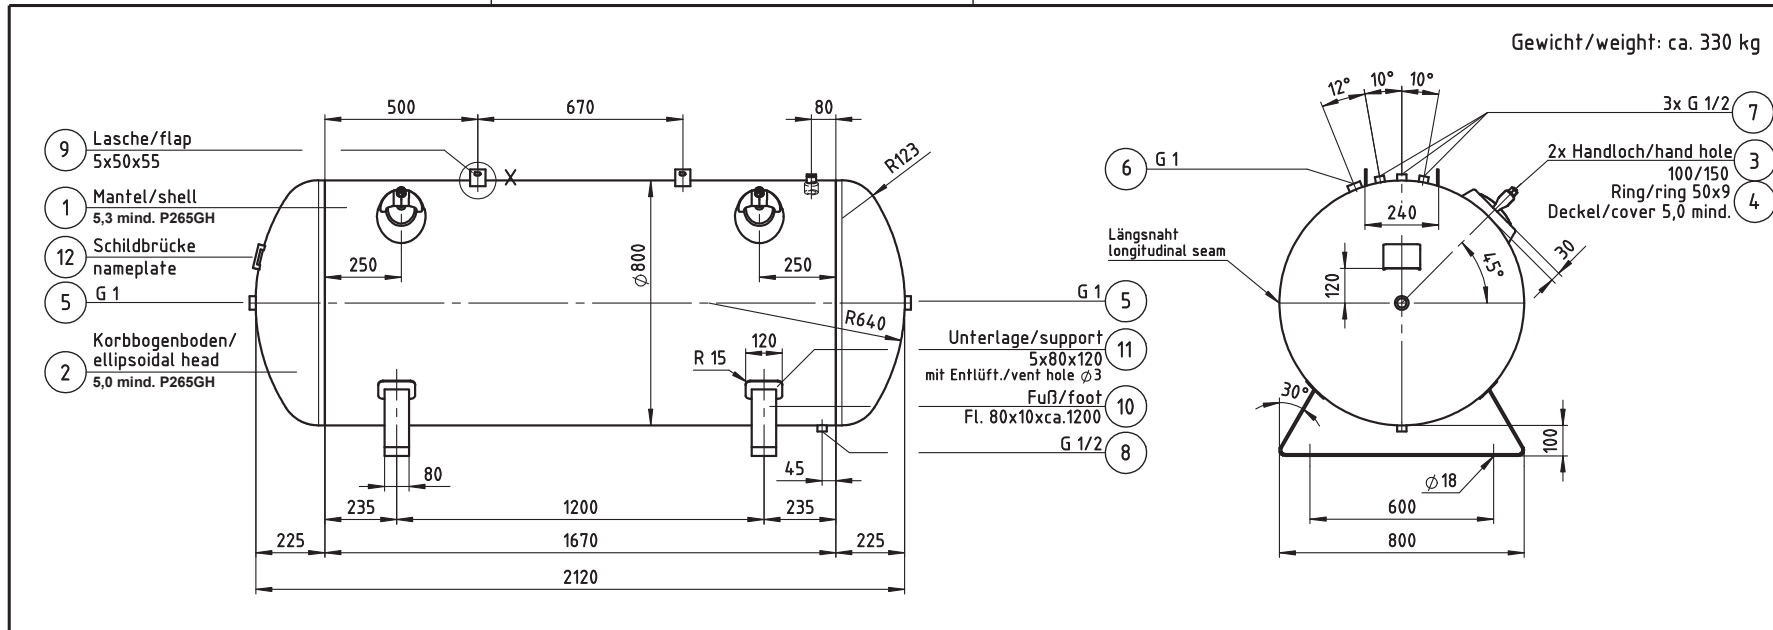 Gewicht/weight: ca. 330 kg
500
670
80
R123
9
Lasche/flap
5x50x55
X
1
Mantel/shell
5,3 mind. P265GH
12
Schildbrücke
nameplate
5
G 1
2
Korbbogenboden/
ellipsoidal head
5,0 mind. P265GH
250
⌀800
250
R640
R 15
120
G 1
5
Unterlage/support
5x80x120
mit Entlüft./vent hole ⌀3
11
Fuß/foot
Fl. 80x10xca.1200
10
G 1/2
8
80
45
235
1200
235
225
1670
225
2120
12°
10°
10°
3x G 1/2
7
6
G 1
2x Handloch/hand hole
100/150
3
Ring/ring 50x9
Deckel/cover 5,0 mind.
4
240
Längsnaht
longitudinal seam
120
45°
30
30°
100
⌀18
600
800